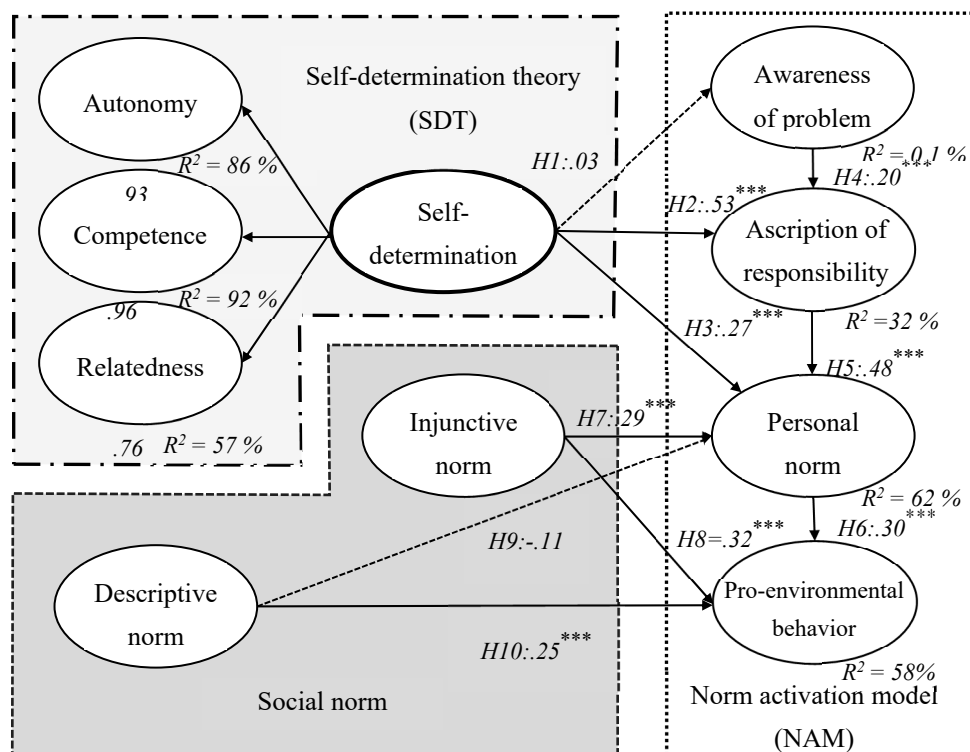 Autonomy
R² = 86 %
.93
Competence
R² = 92 %
.96
Relatedness
.76 R² = 57 %
Self-determination theory
(SDT)
Self-
determination
H1:.03
H2:.53***
H3:.27***
Awareness
of problem
R² = 0.1 %
H4:.20***
Ascription of
responsibility
R² =32 %
H5:.48***
Injunctive
norm
H7:.29***
Personal
norm
R² = 62 %
H6:.30***
H9:-.11
H8=.32***
Descriptive
norm
H10:.25***
Pro-environmental
behavior
R² = 58%
Social norm
Norm activation model
(NAM)